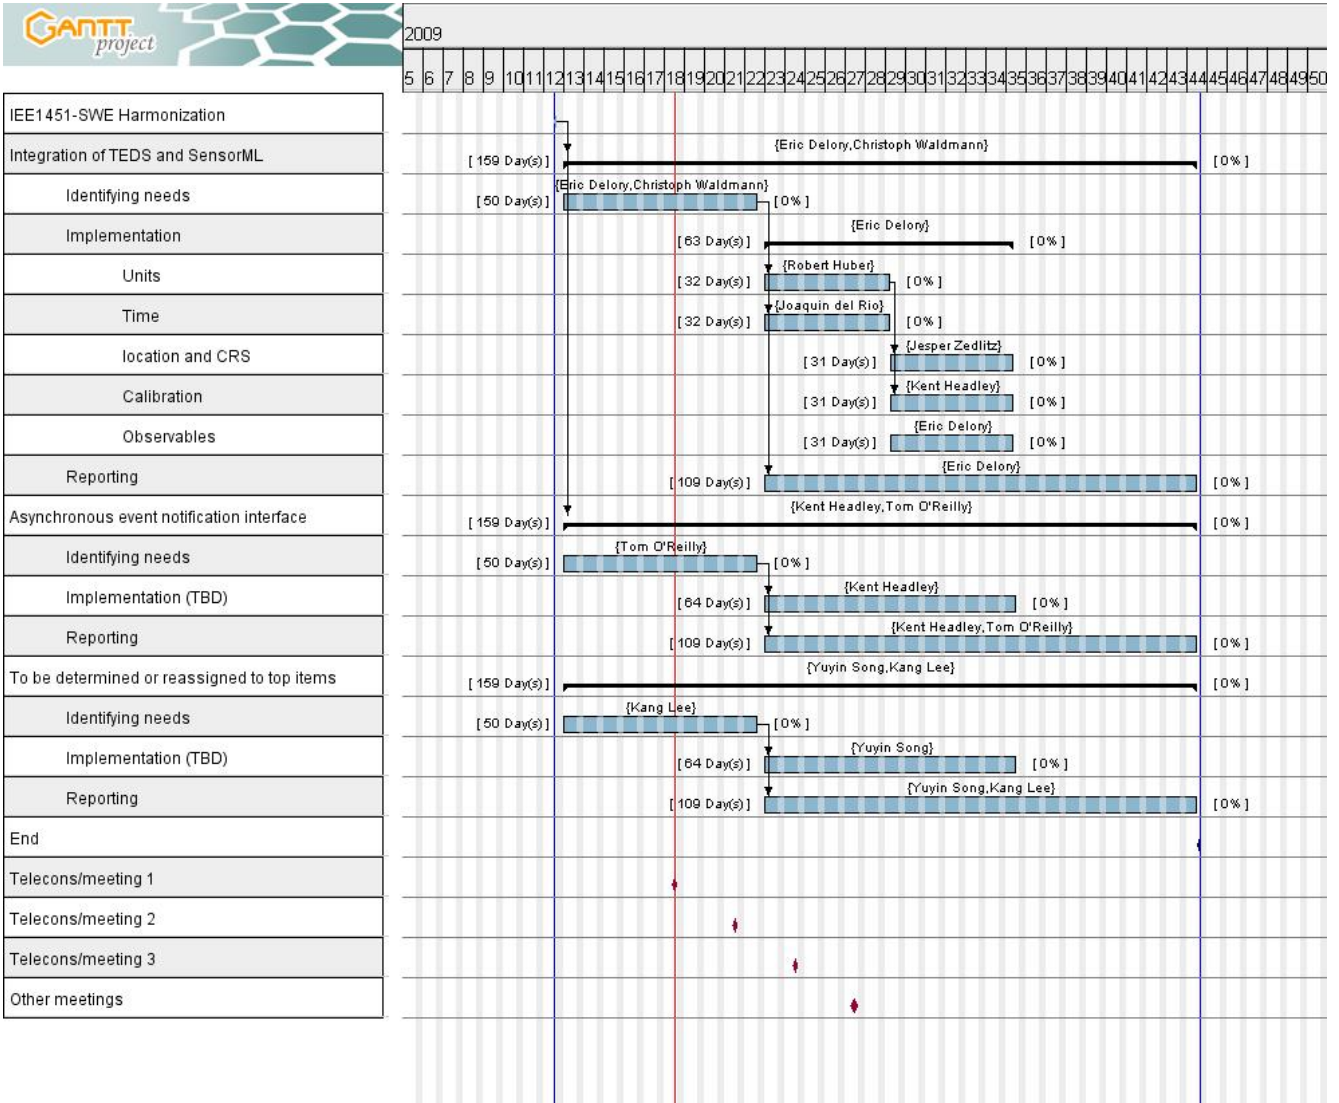 GANTT
project
2009
5 6 7 8 9 10 11 12 13 14 15 16 17 18 19 20 21 22 23 24 25 26 27 28 29 30 31 32 33 34 35 36 37 38 39 40 41 42 43 44 45 46 47 48 49 50
IEE1451-SWE Harmonization
Integration of TEDS and SensorML [ 159 Day(s) ] {Eric Delory,Christoph Waldmann} [ 0% ]
Identifying needs [ 50 Day(s) ] {Eric Delory,Christoph Waldmann} [ 0% ]
Implementation [ 63 Day(s) ] {Eric Delory} [ 0% ]
Units [ 32 Day(s) ] {Robert Huber} [ 0% ]
Time [ 32 Day(s) ] {Joaquin del Rio} [ 0% ]
location and CRS [ 31 Day(s) ] {Jesper Zedlitz} [ 0% ]
Calibration [ 31 Day(s) ] {Kent Headley} [ 0% ]
Observables [ 31 Day(s) ] {Eric Delory} [ 0% ]
Reporting [ 109 Day(s) ] {Eric Delory} [ 0% ]
Asynchronous event notification interface [ 159 Day(s) ] {Kent Headley,Tom O'Reilly} [ 0% ]
Identifying needs [ 50 Day(s) ] {Tom O'Reilly} [ 0% ]
Implementation (TBD) [ 64 Day(s) ] {Kent Headley} [ 0% ]
Reporting [ 109 Day(s) ] {Kent Headley,Tom O'Reilly} [ 0% ]
To be determined or reassigned to top items [ 159 Day(s) ] {Yuyin Song,Kang Lee} [ 0% ]
Identifying needs [ 50 Day(s) ] {Kang Lee} [ 0% ]
Implementation (TBD) [ 64 Day(s) ] {Yuyin Song} [ 0% ]
Reporting [ 109 Day(s) ] {Yuyin Song,Kang Lee} [ 0% ]
End
Telecons/meeting 1
Telecons/meeting 2
Telecons/meeting 3
Other meetings